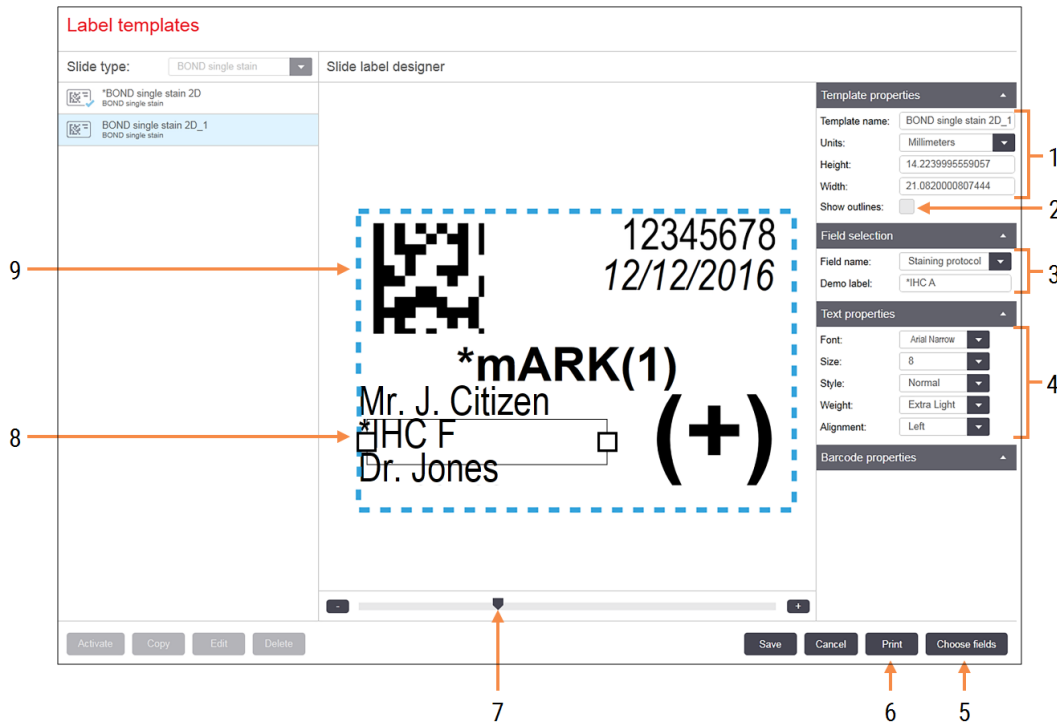 Label templates
Slide type: BOND single stain
Slide label designer
*BOND single stain 2D
BOND single stain
BOND single stain 2D_1
BOND single stain
12345678
12/12/2016
*mARK(1)
Mr. J. Citizen
*IHC F
Dr. Jones
(+)
Template properties
Template name: BOND single stain 2D_1
Units: Millimeters
Height: 14.2239995559057
Width: 21.0820000807444
Show outlines:
Field selection
Field name: Staining protocol
Demo label: *IHC A
Text properties
Font: Arial Narrow
Size: 8
Style: Normal
Weight: Extra Light
Alignment: Left
Barcode properties
- +
Activate Copy Edit Delete
Save Cancel Print Choose fields
1
2
3
4
5
6
7
8
9